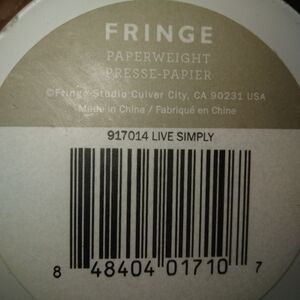 FRINGE
PAPERWEIGHT
PRESSE-PAPIER
©Fringe Studio Culver City, CA 90231 USA
Made in China / Fabriqué en China
917014 LIVE SIMPLY
8 48404 01710 7